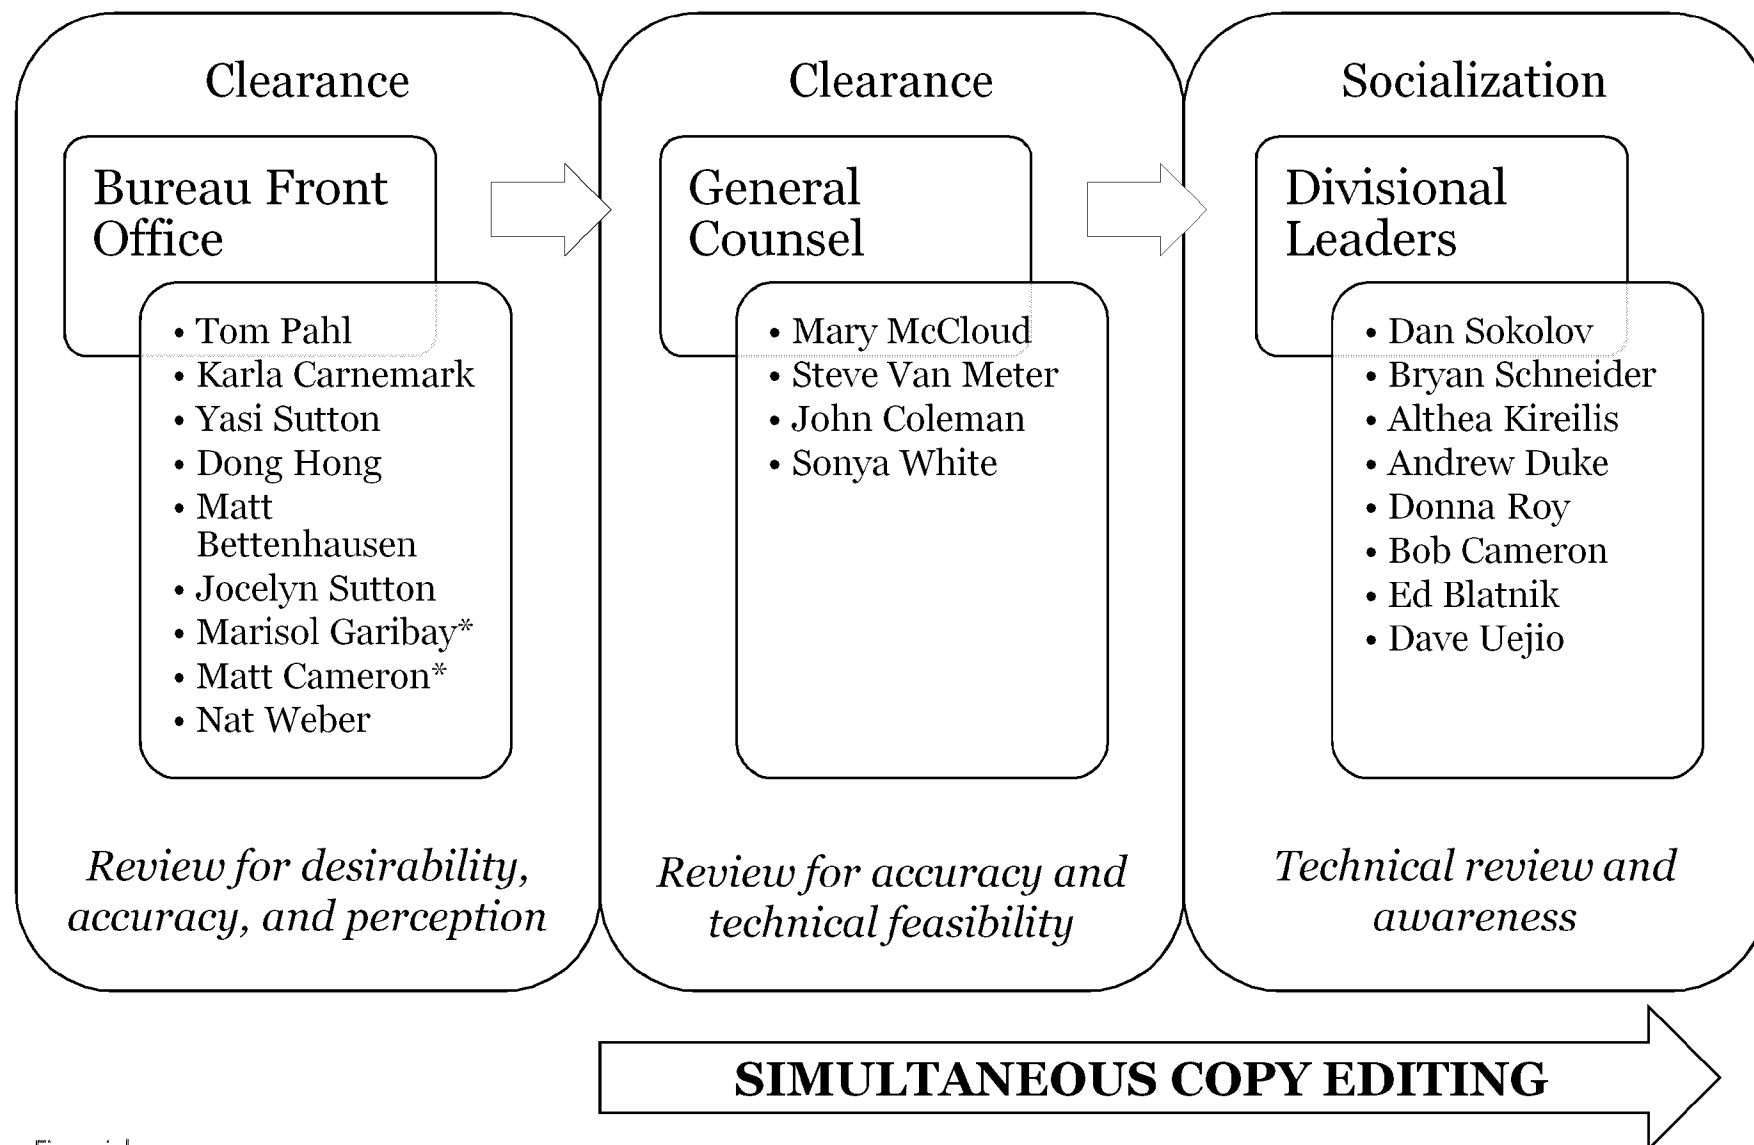 Clearance
Bureau Front
Office
• Tom Pahl
• Karla Carnemark
• Yasi Sutton
• Dong Hong
• Matt
Bettenhausen
• Jocelyn Sutton
• Marisol Garibay*
• Matt Cameron*
• Nat Weber
Review for desirability,
accuracy, and perception
Clearance
General
Counsel
• Mary McCloud
• Steve Van Meter
• John Coleman
• Sonya White
Review for accuracy and
technical feasibility
Socialization
Divisional
Leaders
• Dan Sokolov
• Bryan Schneider
• Althea Kireilis
• Andrew Duke
• Donna Roy
• Bob Cameron
• Ed Blatnik
• Dave Uejio
Technical review and
awareness
SIMULTANEOUS COPY EDITING